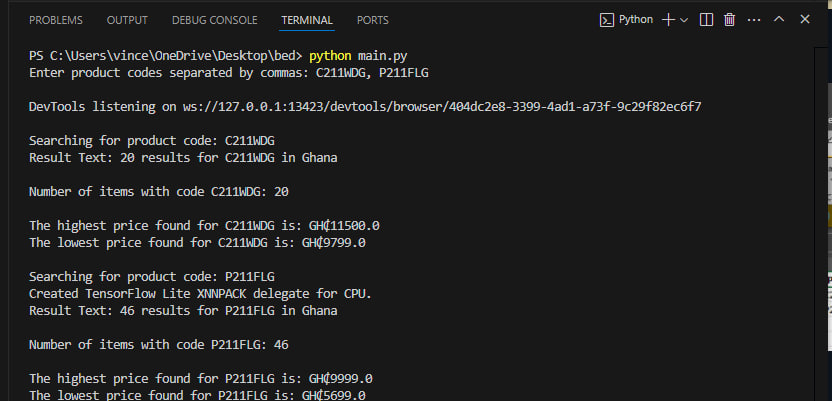 PROBLEMS OUTPUT DEBUG CONSOLE TERMINAL PORTS Python
PS C:\Users\vince\OneDrive\Desktop\bed> python main.py
Enter product codes separated by commas: C211WDG, P211FLG
DevTools listening on ws://127.0.0.1:13423/devtools/browser/404dc2e8-3399-4ad1-a73f-9c29f82ec6f7
Searching for product code: C211WDG
Result Text: 20 results for C211WDG in Ghana
Number of items with code C211WDG: 20
The highest price found for C211WDG is: GH₵11500.0
The lowest price found for C211WDG is: GH₵9799.0
Searching for product code: P211FLG
Created TensorFlow Lite XNNPACK delegate for CPU.
Result Text: 46 results for P211FLG in Ghana
Number of items with code P211FLG: 46
The highest price found for P211FLG is: GH₵9999.0
The lowest price found for P211FLG is: GH₵5699.0